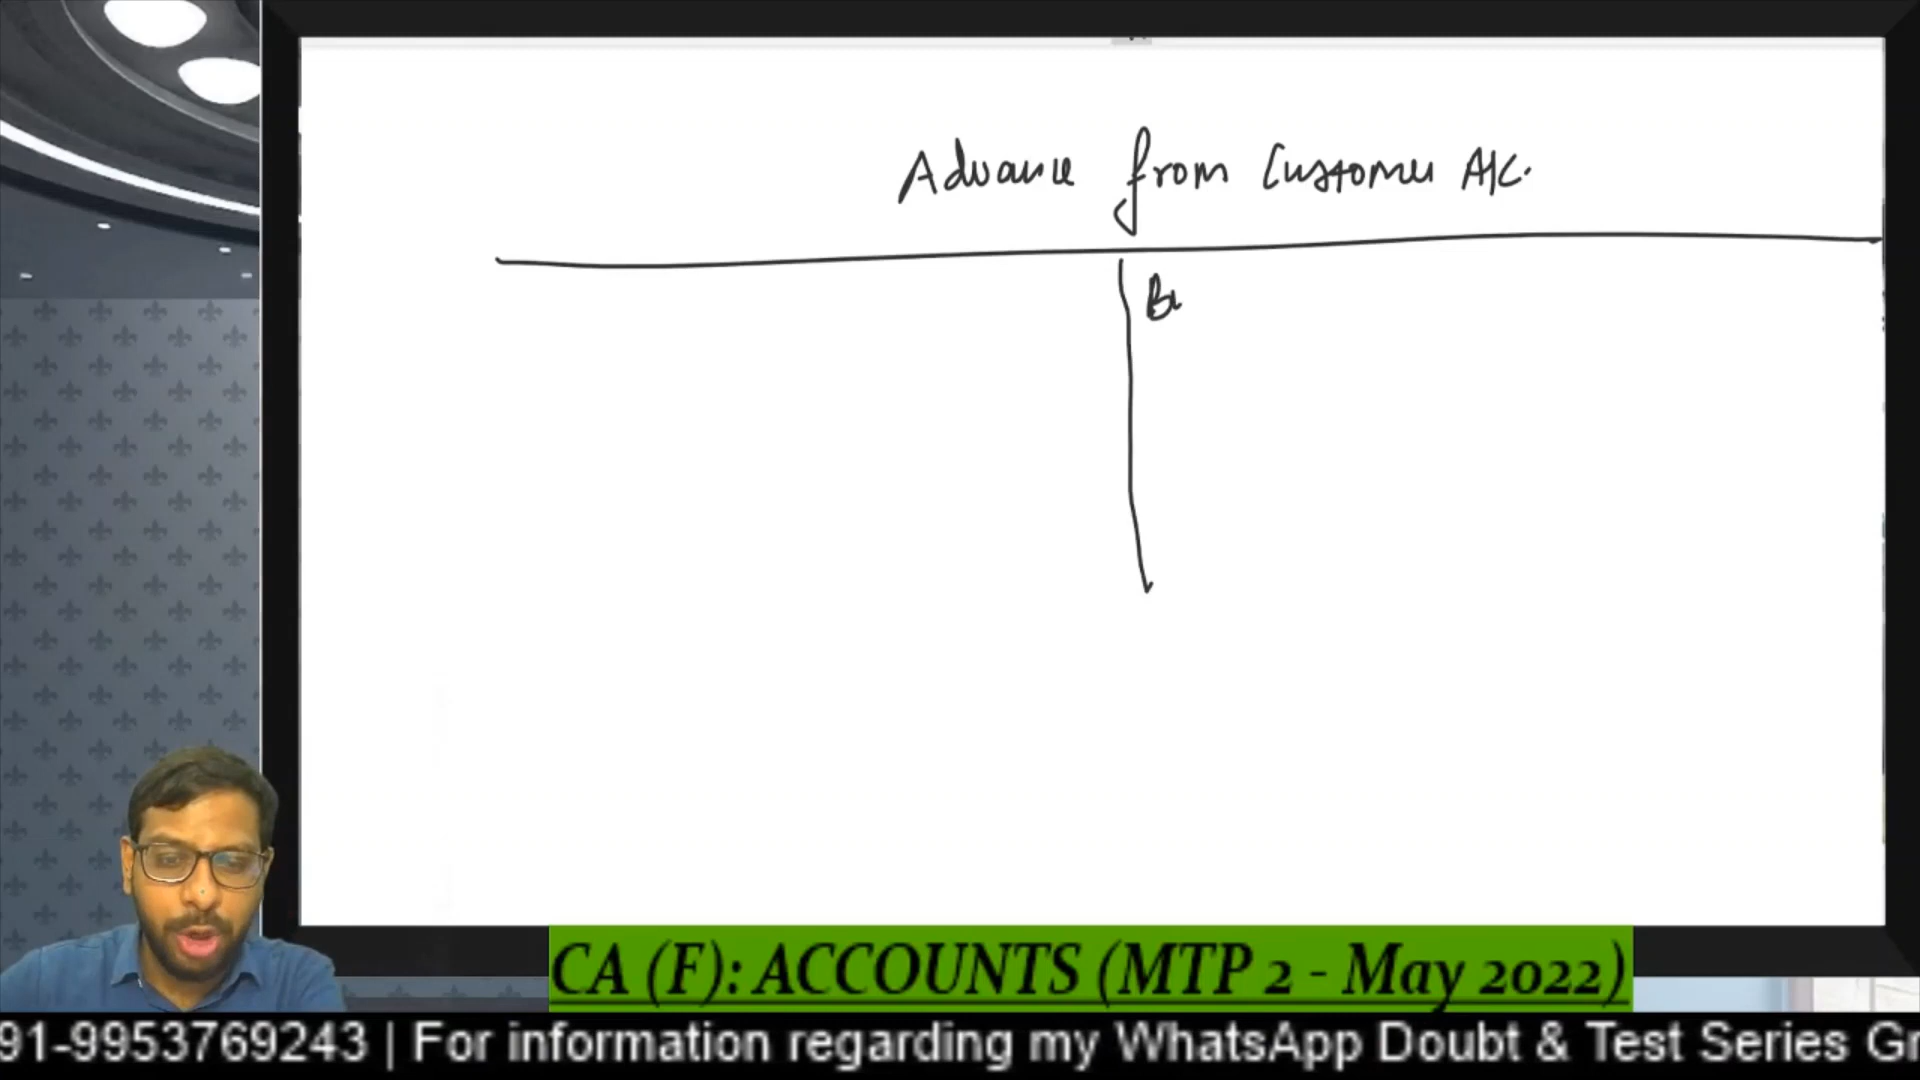 Advance from Customer A/c.
CA (F): ACCOUNTS (MTP 2 - May 2022)
91-9953769243 | For information regarding my WhatsApp Doubt & Test Series Gr